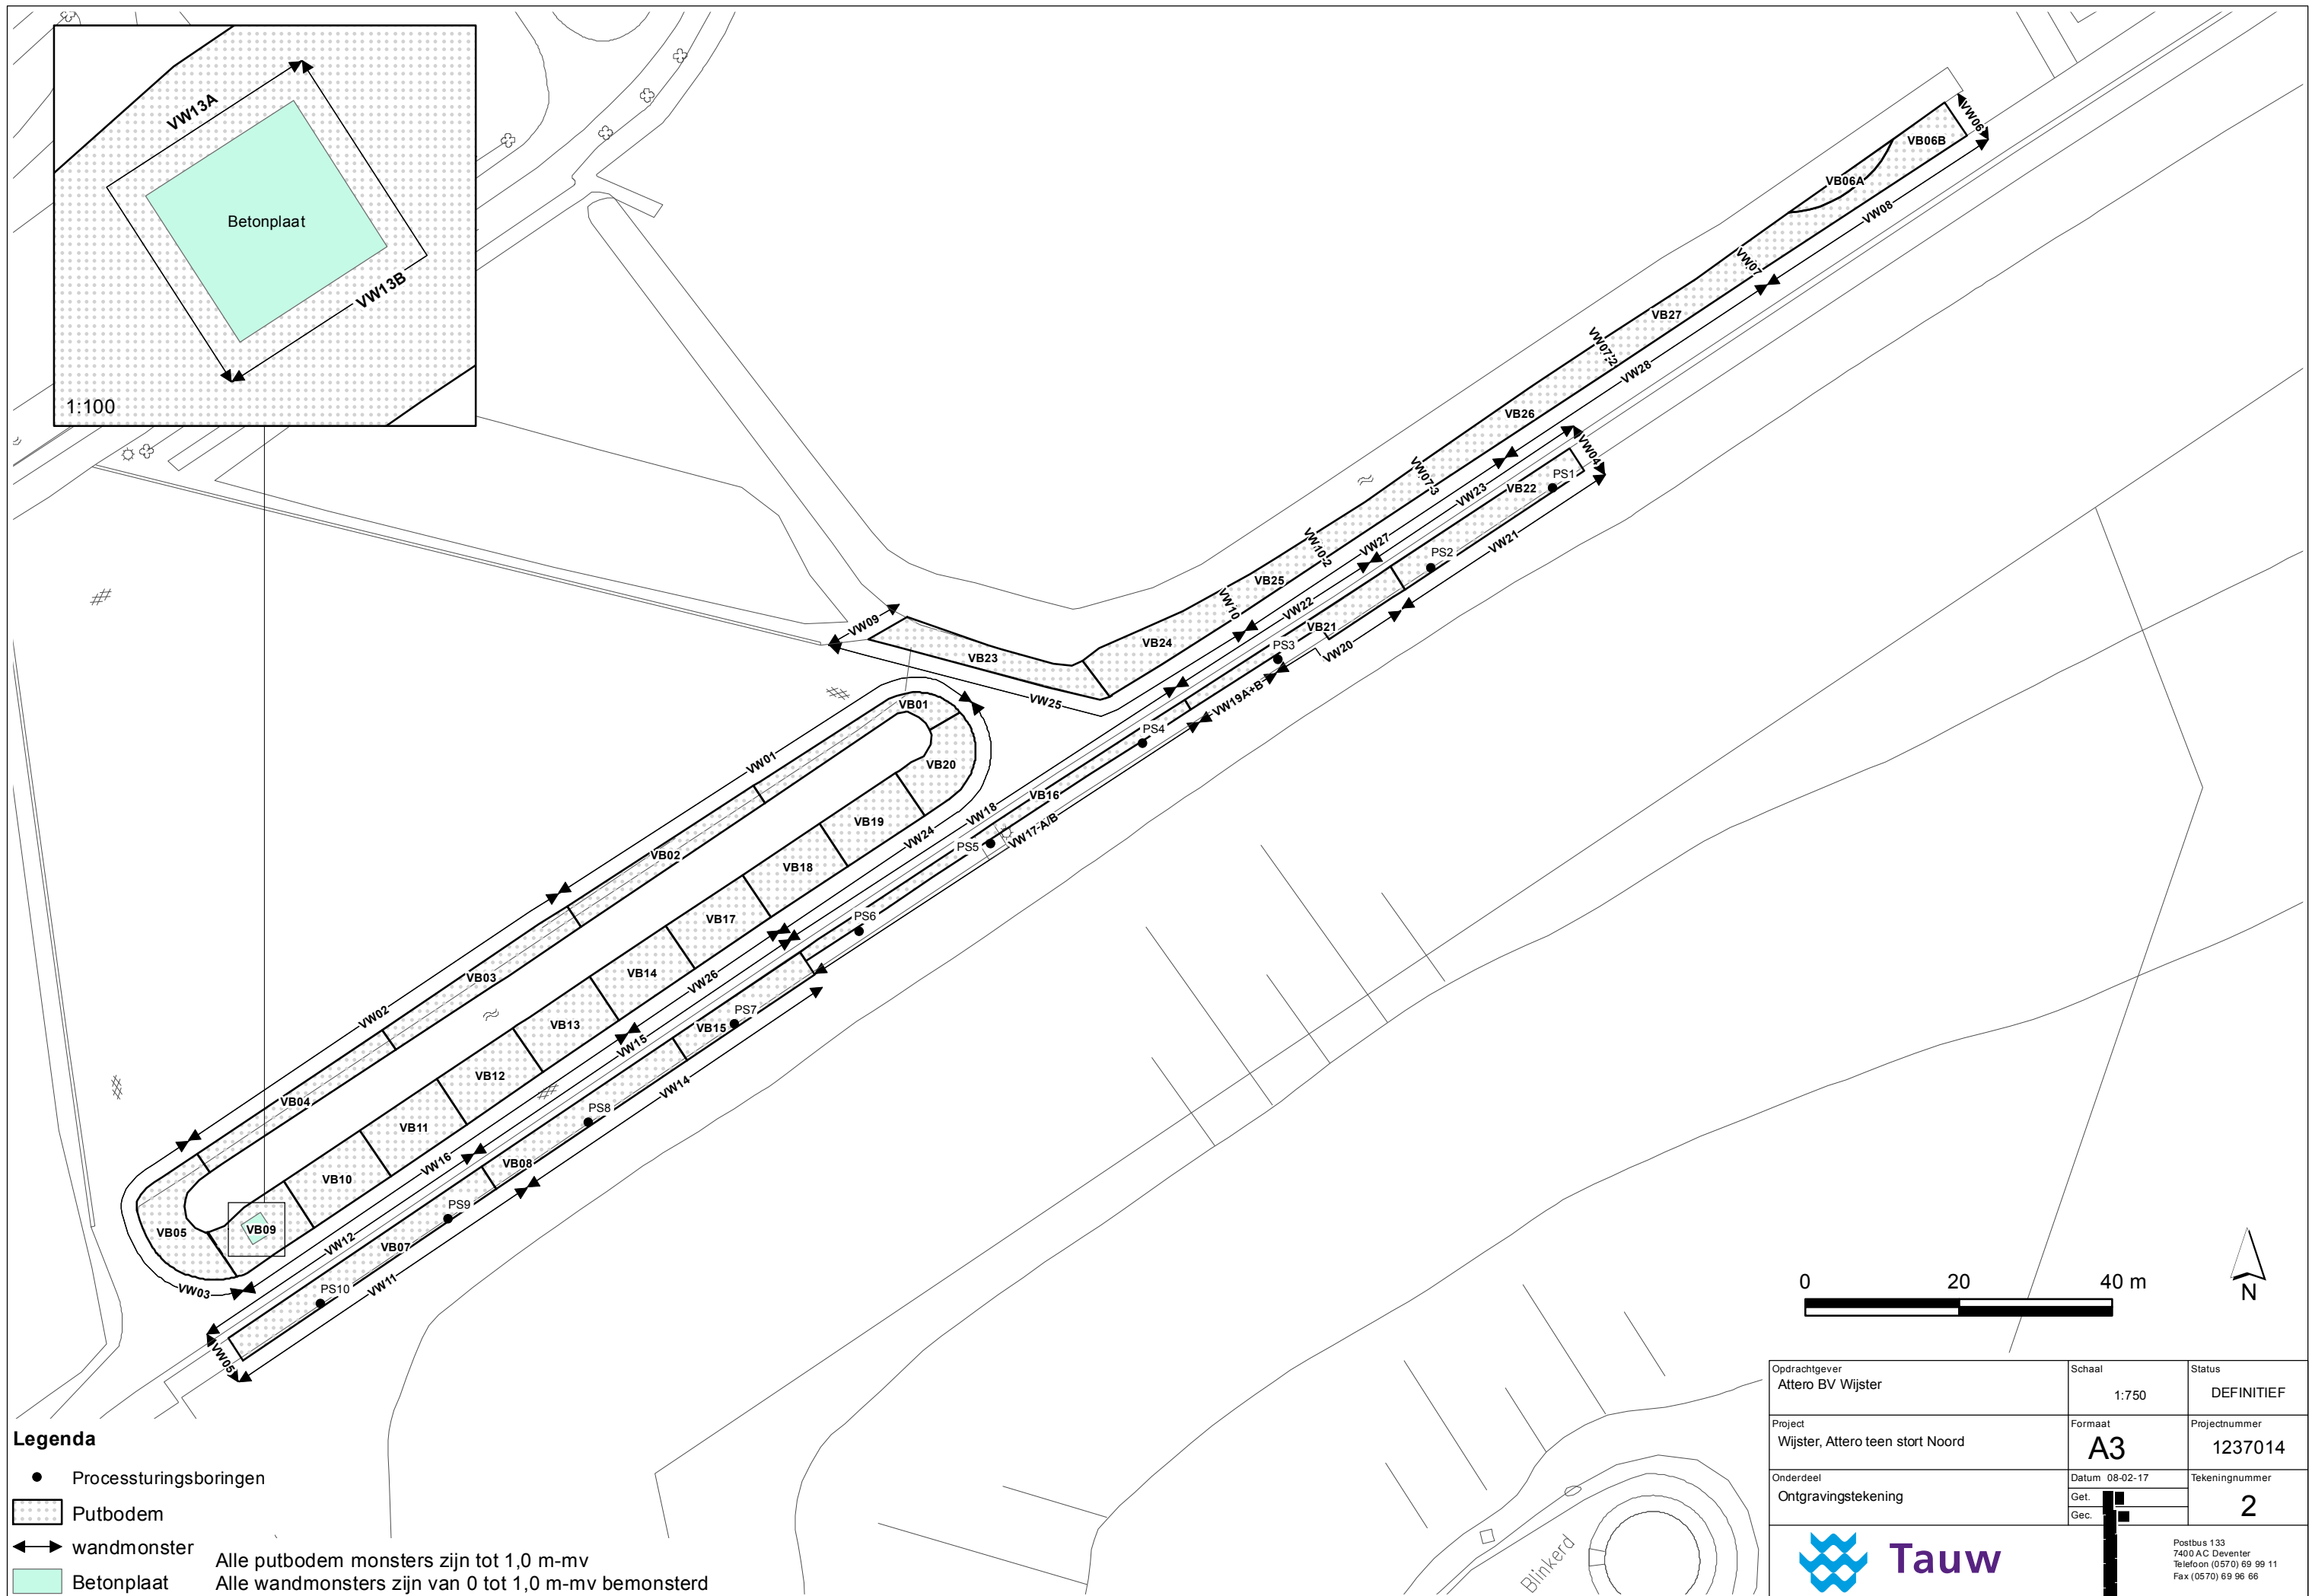 VW13A
Betonplaat
VW13B
1:100
VW06
VB06B
VB06A
VW08
VW07
VB27
VW07-2
VW28
VB26
VW04
VW07-3
VW23
VB22
PS1
VW10-2
VW27
PS2
VW21
VB25
VW10
VW22
VW09
VB21
VB24
VB23
PS3
VW20
VW25
VW19A+B
VB01
PS4
VW01
VB20
VB16
VW18
VB19
VW24
VW17-A/B
PS5
VB02
VB18
PS6
VB17
VB03
VB14
VW26
VW02
PS7
VB13
VB15
VW15
VB12
VW14
VB04
PS8
VB11
VW16
VB08
VB10
PS9
VB05
VB09
VW12
VB07
VW03
VW11
PS10
VW05
0 20 40 m
N
Blinkerd
Legenda
Processturingsboringen
Putbodem
wandmonster
Betonplaat
Alle putbodem monsters zijn tot 1,0 m-mv
Alle wandmonsters zijn van 0 tot 1,0 m-mv bemonsterd
Opdrachtgever
Attero BV Wijster
Schaal
1:750
Status
DEFINITIEF
Project
Wijster, Attero teen stort Noord
Formaat
A3
Projectnummer
1237014
Onderdeel
Ontgravingstekening
Datum 08-02-17
Get.
Gec.
Tekeningnummer
2
Tauw
Postbus 133
7400 AC Deventer
Telefoon (0570) 69 99 11
Fax (0570) 69 96 66